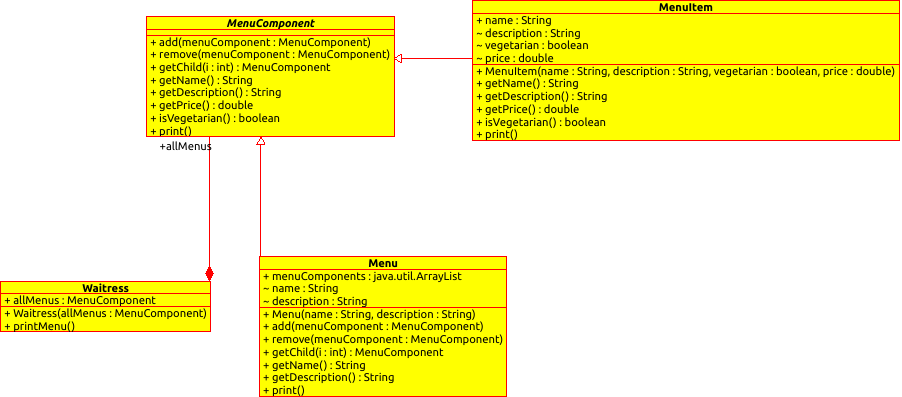 MenuComponent
+ add(menuComponent : MenuComponent)
+ remove(menuComponent : MenuComponent)
+ getChild(i : int) : MenuComponent
+ getName() : String
+ getDescription() : String
+ getPrice() : double
+ isVegetarian() : boolean
+ print()
+allMenus
MenuItem
+ name : String
~ description : String
~ vegetarian : boolean
~ price : double
+ MenuItem(name : String, description : String, vegetarian : boolean, price : double)
+ getName() : String
+ getDescription() : String
+ getPrice() : double
+ isVegetarian() : boolean
+ print()
Waitress
+ allMenus : MenuComponent
+ Waitress(allMenus : MenuComponent)
+ printMenu()
Menu
+ menuComponents : java.util.ArrayList
~ name : String
~ description : String
+ Menu(name : String, description : String)
+ add(menuComponent : MenuComponent)
+ remove(menuComponent : MenuComponent)
+ getChild(i : int) : MenuComponent
+ getName() : String
+ getDescription() : String
+ print()